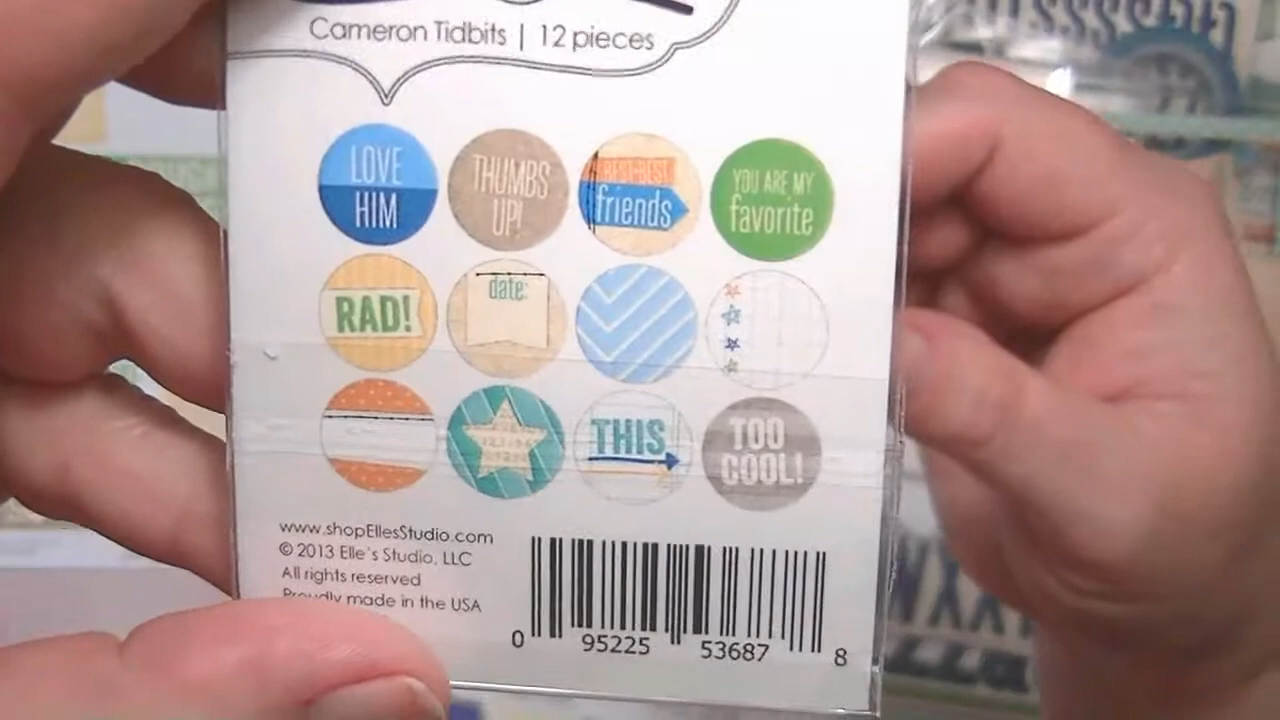 Cameron Tidbits | 12 pieces
LOVE
HIM
THUMBS
UP!
BEST-BEST
friends
YOU ARE MY
favorite
RAD!
date:
THIS
TOO
COOL!
www.shopEllesStudio.com
© 2013 Elle's Studio, LLC
All rights reserved
Proudly made in the USA
0 95225 53687 8